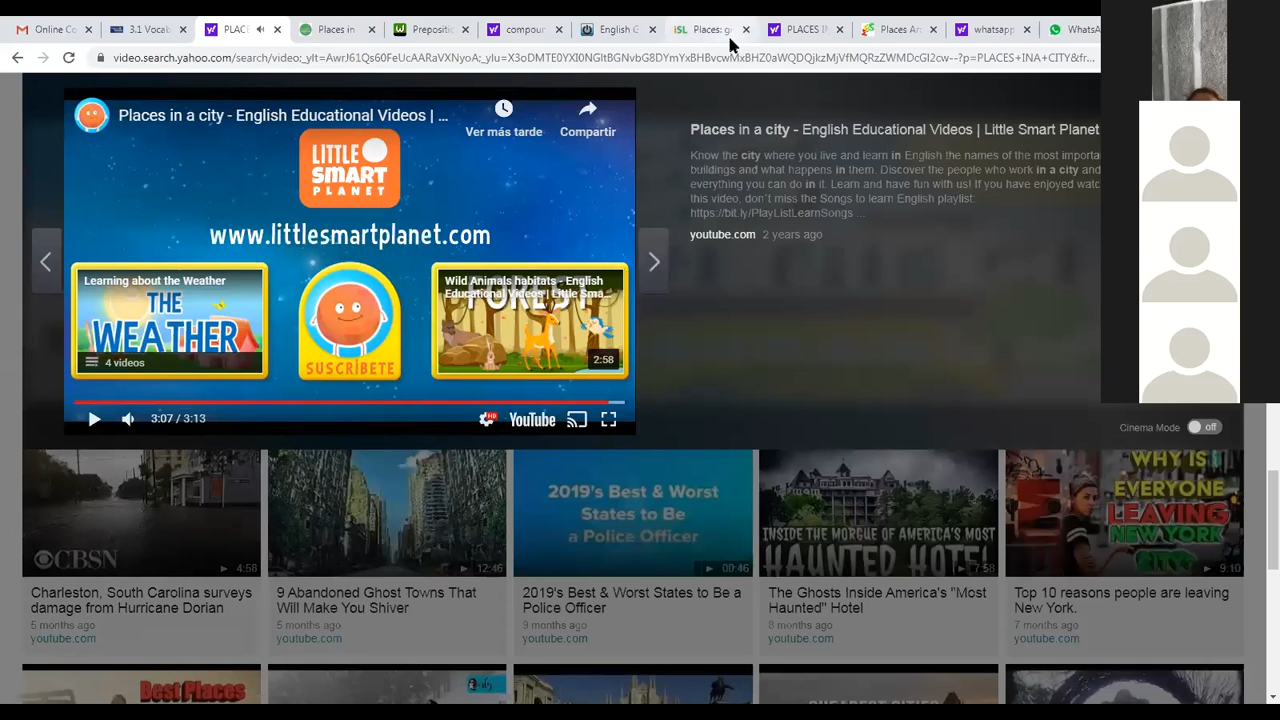 Online Co
3.1 Vocab
PLAC
Places in
Prepositio
compour
English G
iSL Places: g
PLACES IN
Places Aro
whatsapp
WhatsA
video.search.yahoo.com/search/video;_ylt=
p=PLACES+INA+CITY&fr...
Places in a city - English Educational Videos | ...
Ver más tarde
Compartir
LITTLE
SMART
PLANET
www.littlesmartplanet.com
Learning about the Weather
THE
WEATHER
4 videos
SUSCRÍBETE
Wild Animals habitats - English
Educational Videos | Little Sma...
FOREST
2:58
3:07 / 3:13
HD
YouTube
Places in a city - English Educational Videos | Little Smart Planet
Know the city where you live and learn in English the names of the most importa
buildings and what happens in them. Discover the people who work in a city and
everything you can do in it. Learn and have fun with us! If you have enjoyed watc
this video, don´t miss the Songs to learn English playlist:
https://bit.ly/PlayListLearnSongs ...
youtube.com 2 years ago
Cinema Mode off
CBSN
4:58
Charleston, South Carolina surveys
damage from Hurricane Dorian
5 months ago
youtube.com
12:46
9 Abandoned Ghost Towns That
Will Make You Shiver
5 months ago
youtube.com
2019's Best & Worst
States to Be
a Police Officer
00:46
2019's Best & Worst States to Be a
Police Officer
9 months ago
youtube.com
INSIDE THE MORGUE OF AMERICA'S MOST
HAUNTED HOTEL
7:58
The Ghosts Inside America's "Most
Haunted" Hotel
8 months ago
youtube.com
WHY IS
EVERYONE
LEAVING
NEW YORK
CITY?
9:10
Top 10 reasons people are leaving
New York.
7 months ago
youtube.com
Best Places